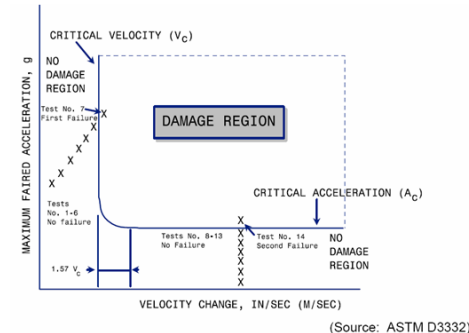 CRITICAL VELOCITY (VC)
NO
DAMAGE
REGION
Test No. 7
First Failure
X
X
X
X
X
X
X
DAMAGE REGION
MAXIMUM FAIRED ACCELERATION, g
Tests
No. 1-6
No failure
CRITICAL ACCELERATION (AC)
Tests No. 8-13
No Failure
X
X
X
X
X
X
X
Test No. 14
Second Failure
NO
DAMAGE
REGION
1.57 VC
VELOCITY CHANGE, IN/SEC (M/SEC)
(Source: ASTM D3332)